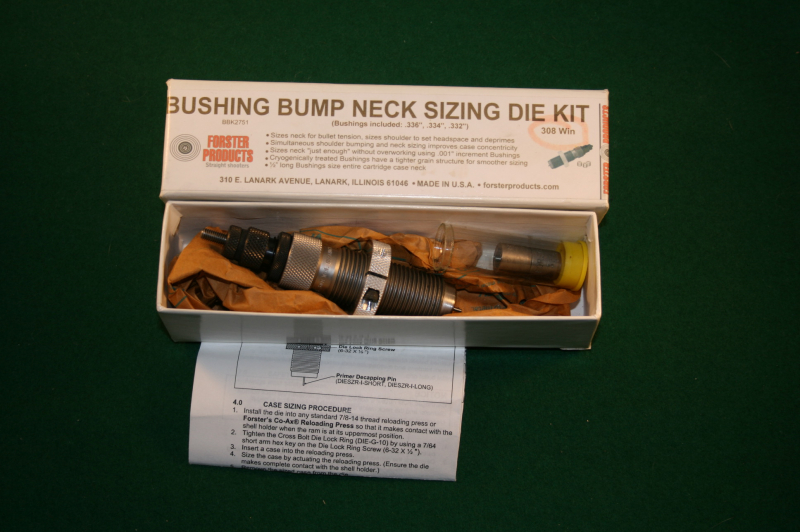 BUSHING BUMP NECK SIZING DIE KIT
BBK2751
(Bushings included: .336", .334", .332")
308 Win
FORSTER
PRODUCTS
Straight shooters
• Sizes neck for bullet tension, sizes shoulder to set headspace and deprimes
• Simultaneous shoulder bumping and neck sizing improves case concentricity
• Sizes neck "just enough" without overworking using .001" increment Bushings
• Cryogenically treated Bushings have a tighter grain structure for smoother sizing
• ½" long Bushings size entire cartridge case neck
310 E. LANARK AVENUE, LANARK, ILLINOIS 61046 • MADE IN U.S.A. • forsterproducts.com
FORSTER
PRODUCTS
Die Lock Ring Screw
(6-32 X ½")
Primer Decapping Pin
(DIESZR-I-SHORT, DIESZR-I-LONG)
4.0 CASE SIZING PROCEDURE
1. Install the die into any standard 7/8-14 thread reloading press or
Forster's Co-Ax® Reloading Press so that it makes contact with the
shell holder when the ram is at its uppermost position.
2. Tighten the Cross Bolt Die Lock Ring (DIE-G-10) by using a 7/64
short arm hex key on the Die Lock Ring Screw (6-32 X ½ ").
3. Insert a case into the reloading press.
4. Size the case by actuating the reloading press. (Ensure the die
makes complete contact with the shell holder.)